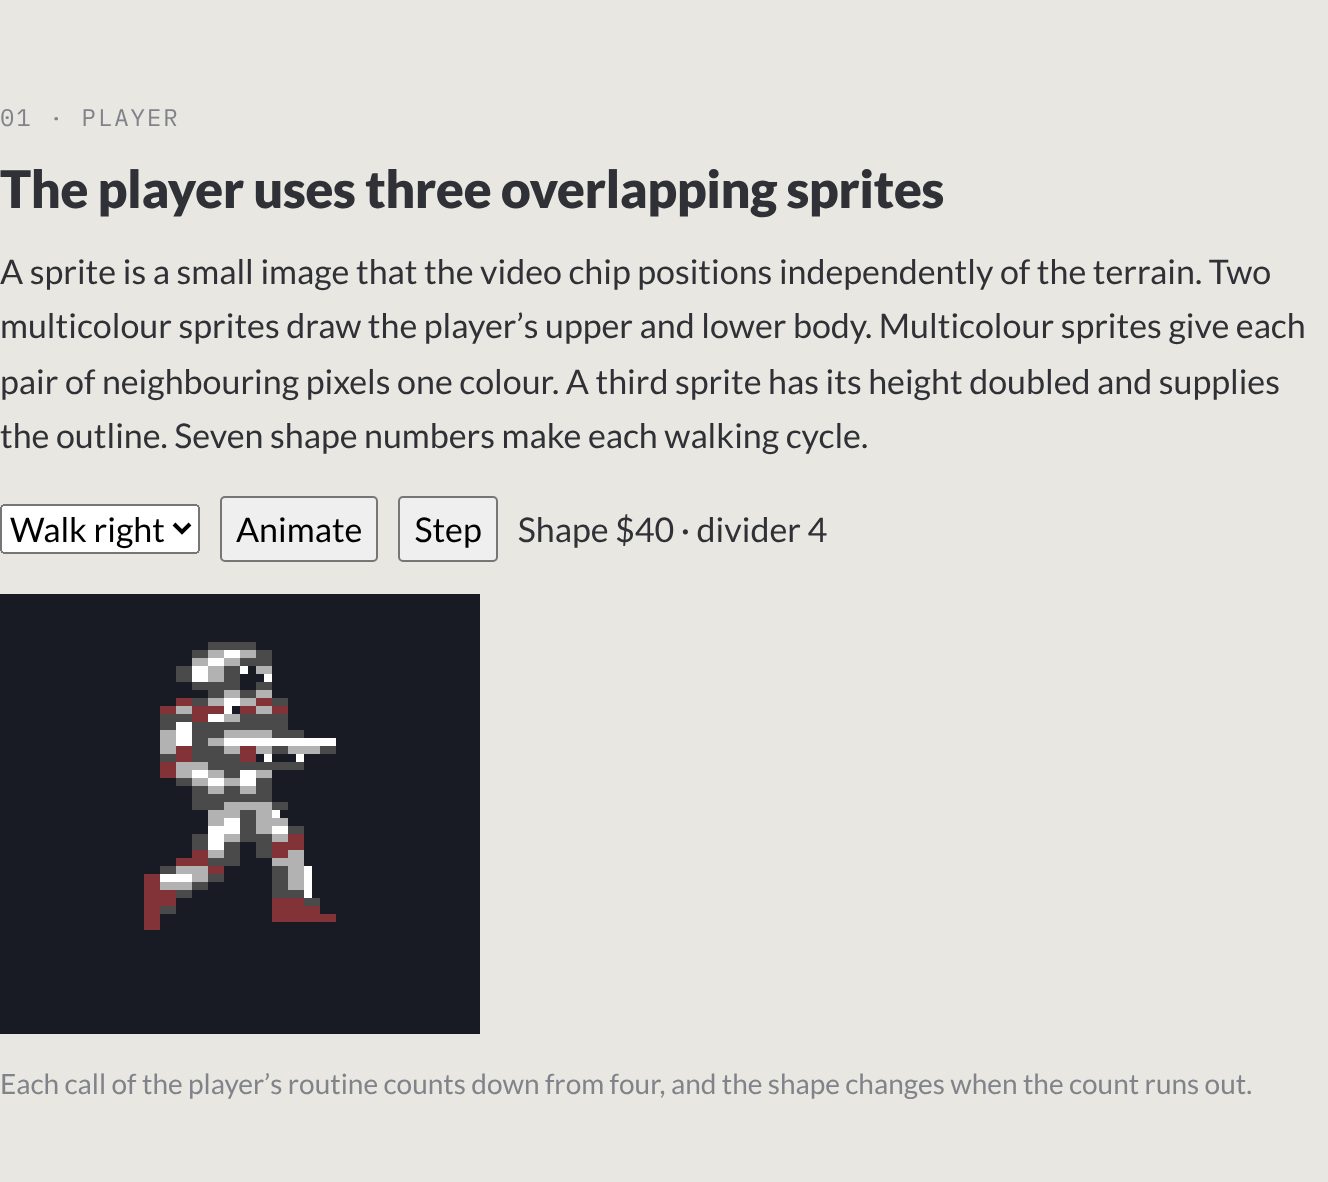 01 · PLAYER
The player uses three overlapping sprites
A sprite is a small image that the video chip positions independently of the terrain. Two
multicolour sprites draw the player’s upper and lower body. Multicolour sprites give each
pair of neighbouring pixels one colour. A third sprite has its height doubled and supplies
the outline. Seven shape numbers make each walking cycle.
Walk right Animate Step Shape $40 · divider 4
Each call of the player’s routine counts down from four, and the shape changes when the count runs out.